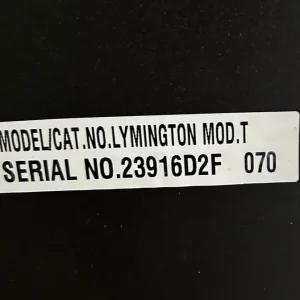 MODEL/CAT.NO.LYMINGTON MOD.T
SERIAL NO.23916D2F 070